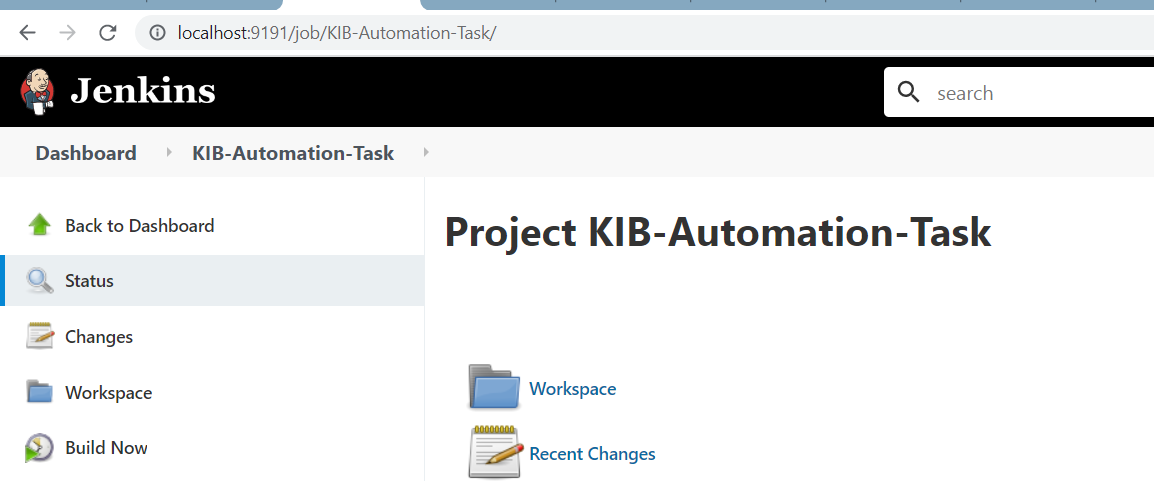 localhost:9191/job/KIB-Automation-Task/
Jenkins
search
Dashboard
KIB-Automation-Task
Back to Dashboard
Status
Changes
Workspace
Build Now
Project KIB-Automation-Task
Workspace
Recent Changes